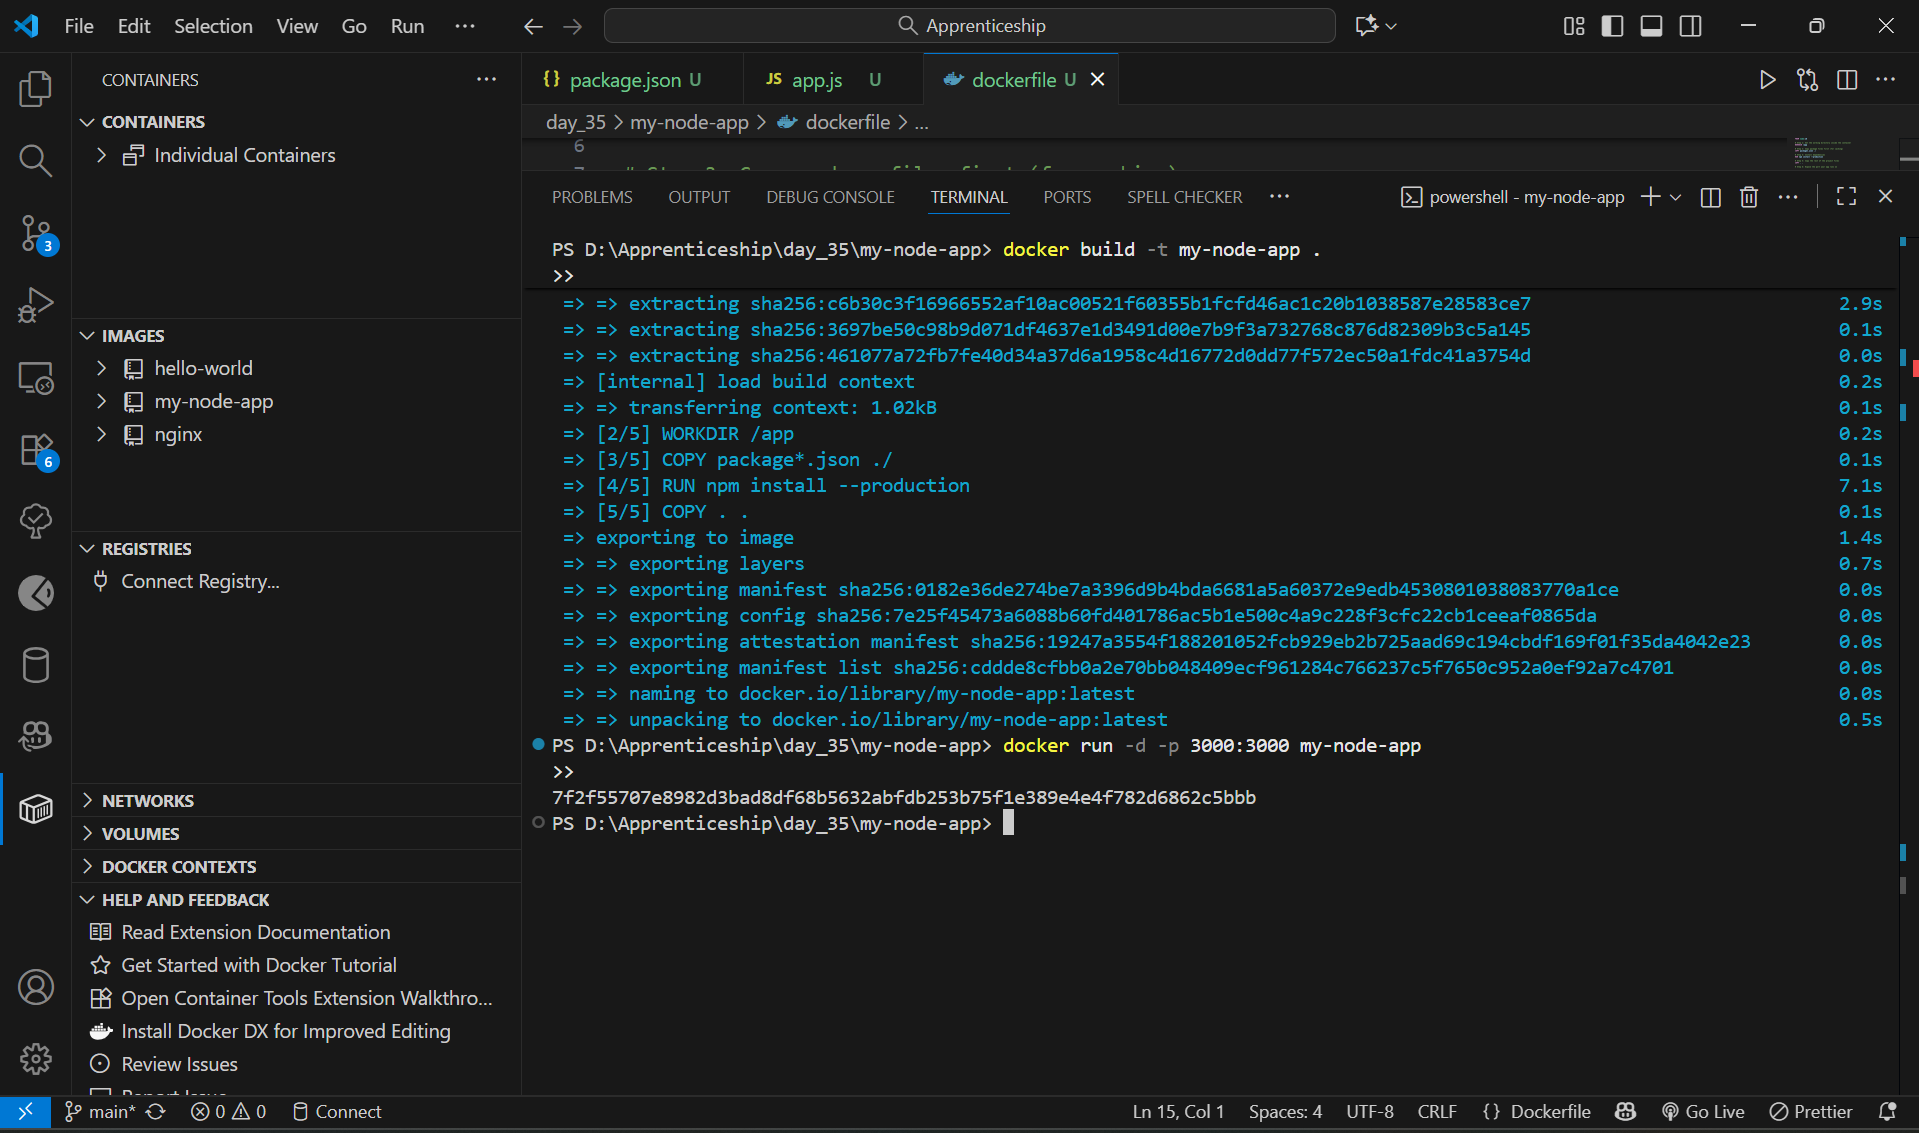 File Edit Selection View Go Run ···
Apprenticeship
CONTAINERS
CONTAINERS
Individual Containers
IMAGES
hello-world
my-node-app
nginx
REGISTRIES
Connect Registry...
NETWORKS
VOLUMES
DOCKER CONTEXTS
HELP AND FEEDBACK
Read Extension Documentation
Get Started with Docker Tutorial
Open Container Tools Extension Walkthro...
Install Docker DX for Improved Editing
Review Issues
3
6
{} package.json U
JS app.js U
dockerfile U
day_35 > my-node-app > dockerfile > ...
6
PROBLEMS OUTPUT DEBUG CONSOLE TERMINAL PORTS SPELL CHECKER ···
powershell - my-node-app
PS D:\Apprenticeship\day_35\my-node-app> docker build -t my-node-app .
>>
=> => extracting sha256:c6b30c3f16966552af10ac00521f60355b1fcfd46ac1c20b1038587e28583ce7 2.9s
=> => extracting sha256:3697be50c98b9d071df4637e1d3491d00e7b9f3a732768c876d82309b3c5a145 0.1s
=> => extracting sha256:461077a72fb7fe40d34a37d6a1958c4d16772d0dd77f572ec50a1fdc41a3754d 0.0s
=> [internal] load build context 0.2s
=> => transferring context: 1.02kB 0.1s
=> [2/5] WORKDIR /app 0.2s
=> [3/5] COPY package*.json ./ 0.1s
=> [4/5] RUN npm install --production 7.1s
=> [5/5] COPY . . 0.1s
=> exporting to image 1.4s
=> => exporting layers 0.7s
=> => exporting manifest sha256:0182e36de274be7a3396d9b4bda6681a5a60372e9edb4530801038083770a1ce 0.0s
=> => exporting config sha256:7e25f45473a6088b60fd401786ac5b1e500c4a9c228f3cfc22cb1ceeaf0865da 0.0s
=> => exporting attestation manifest sha256:19247a3554f188201052fcb929eb2b725aad69c194cbdf169f01f35da4042e23 0.0s
=> => exporting manifest list sha256:cddde8cfbb0a2e70bb048409ecf961284c766237c5f7650c952a0ef92a7c4701 0.0s
=> => naming to docker.io/library/my-node-app:latest 0.0s
=> => unpacking to docker.io/library/my-node-app:latest 0.5s
PS D:\Apprenticeship\day_35\my-node-app> docker run -d -p 3000:3000 my-node-app
>>
7f2f55707e8982d3bad8df68b5632abfdb253b75f1e389e4e4f782d6862c5bbb
PS D:\Apprenticeship\day_35\my-node-app>
main* 0 0 Connect
Ln 15, Col 1 Spaces: 4 UTF-8 CRLF {} Dockerfile Go Live Prettier